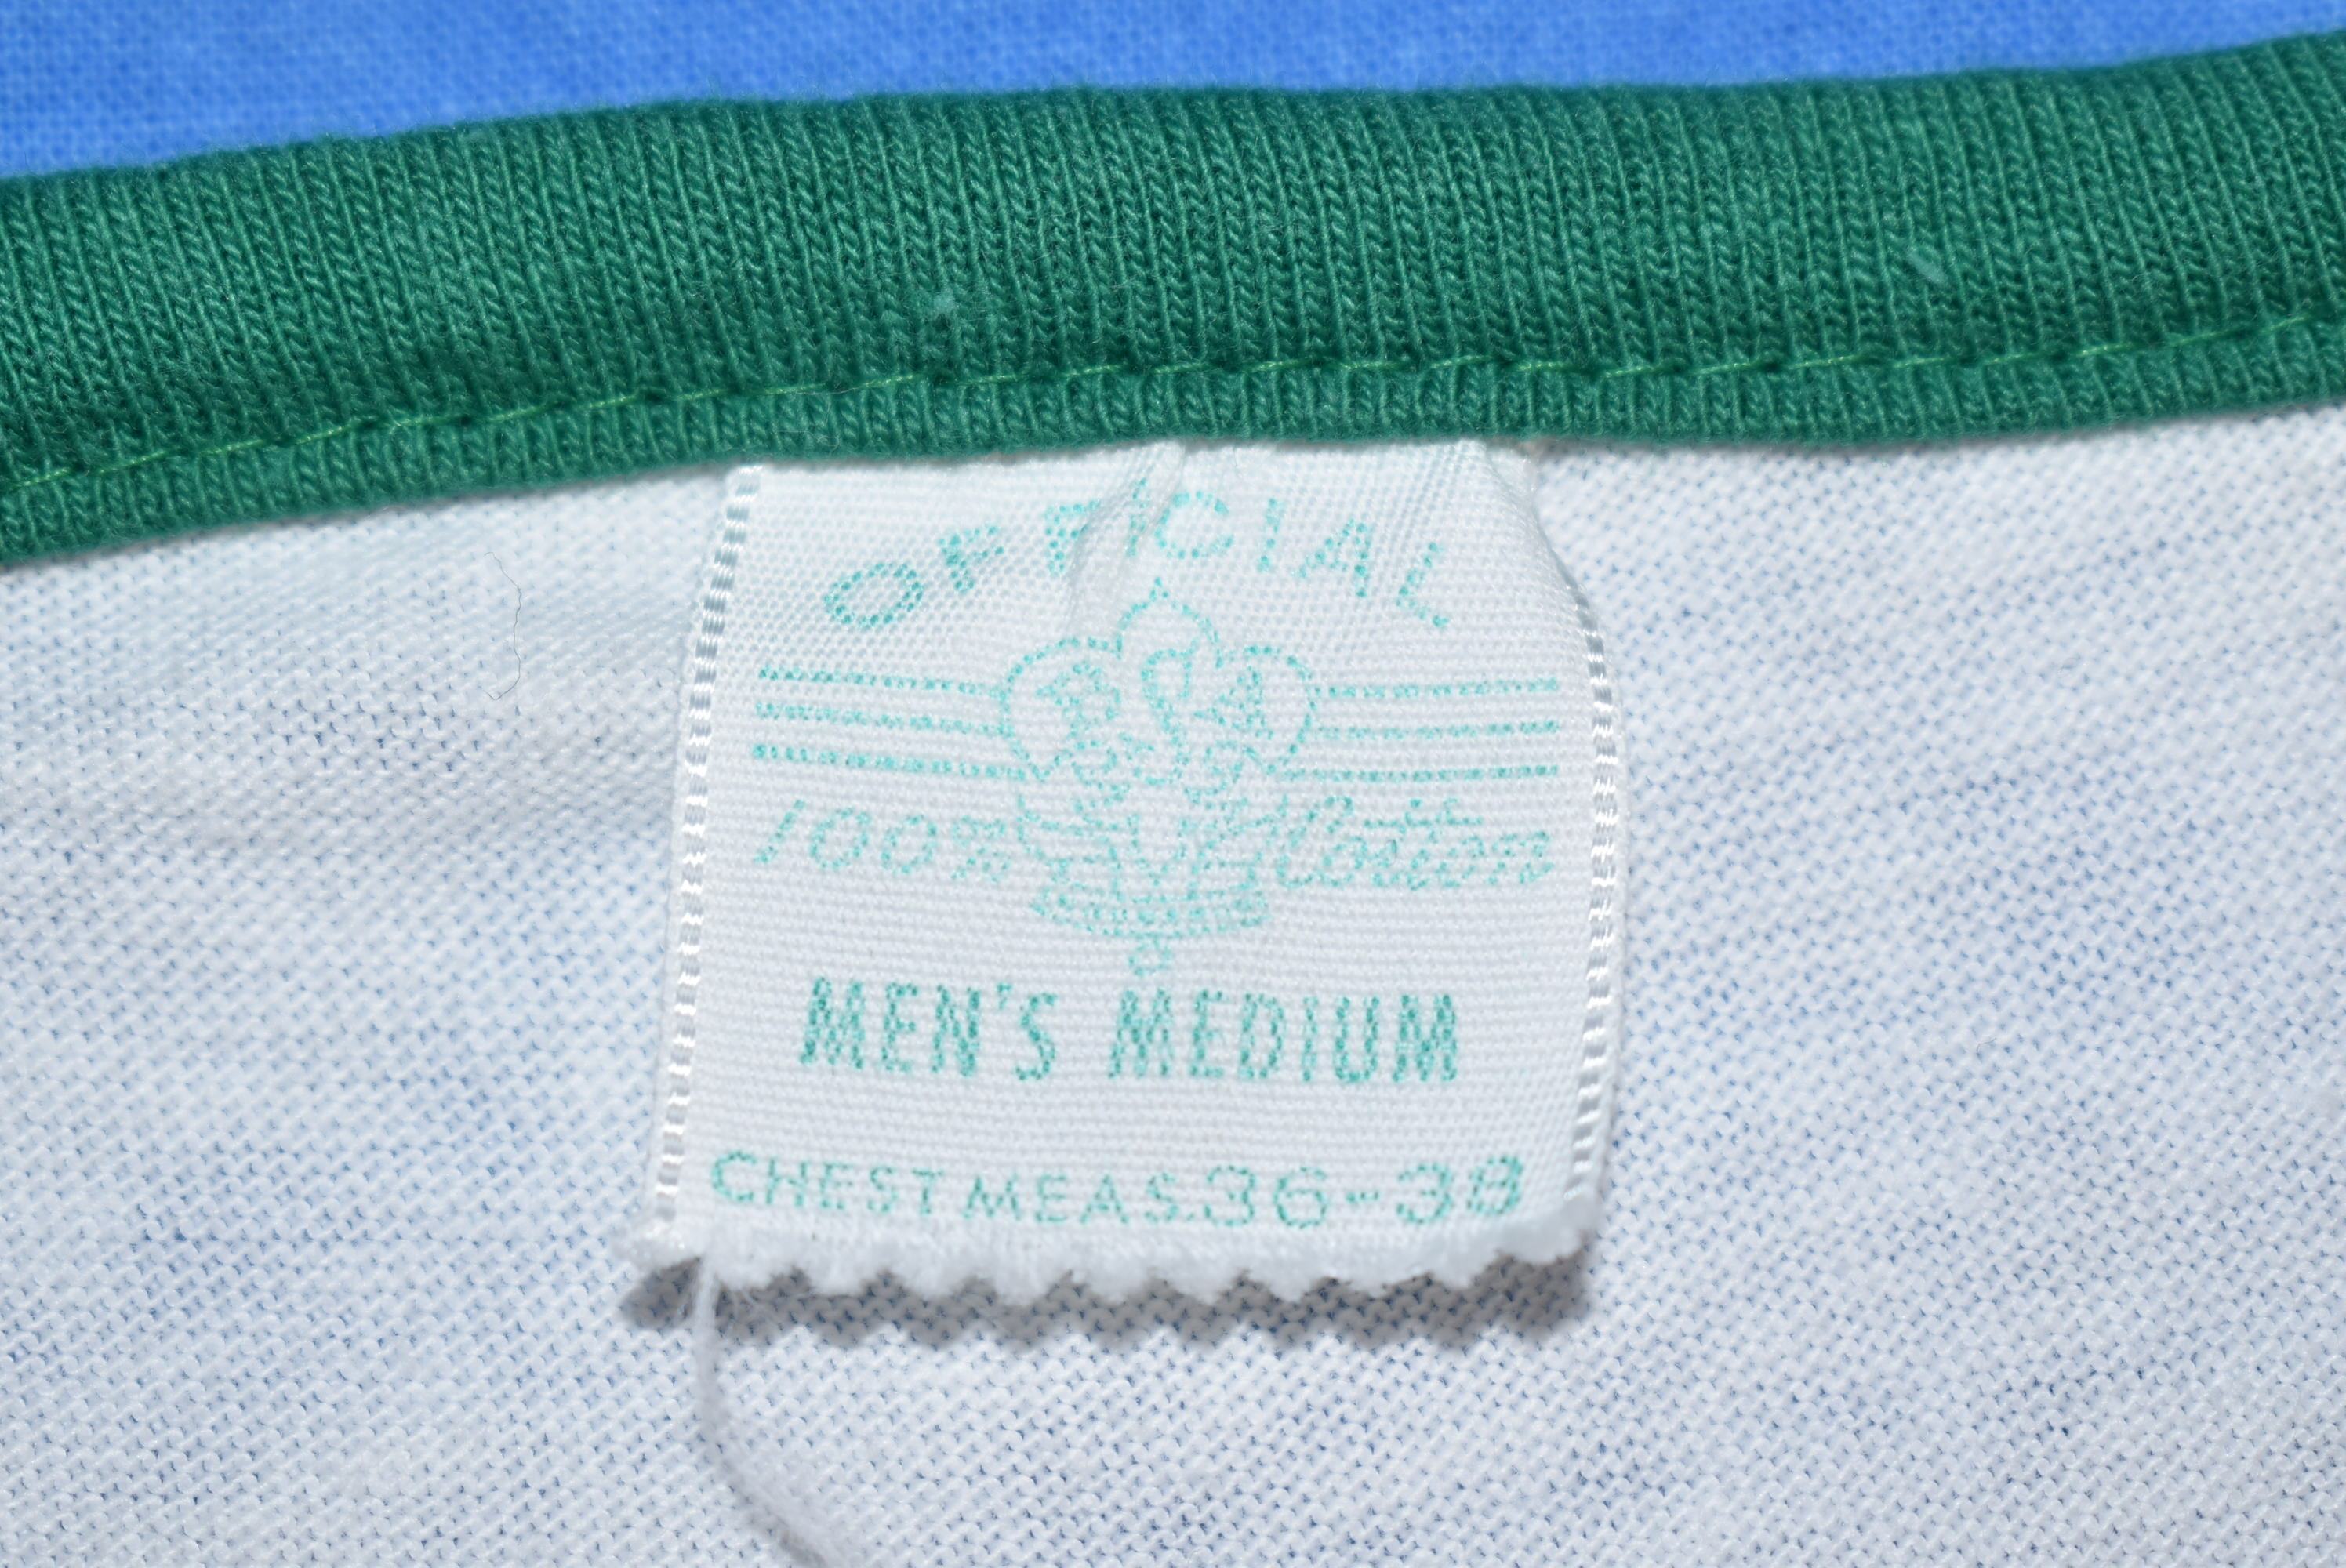 OFFICIAL
100% Cotton
MEN'S MEDIUM
CHEST MEAS. 36-38